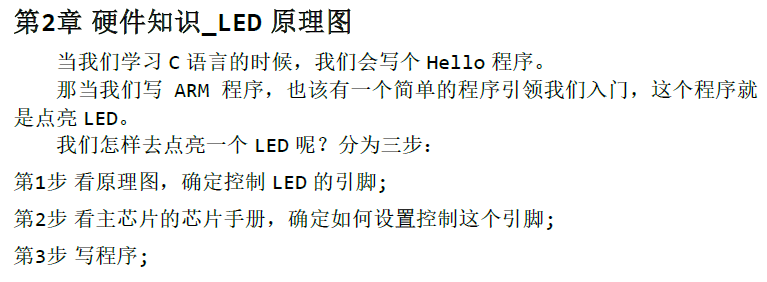 第2章 硬件知识_LED 原理图
当我们学习 C 语言的时候，我们会写个 Hello 程序。
那当我们写 ARM 程序，也该有一个简单的程序引领我们入门，这个程序就
是点亮 LED。
我们怎样去点亮一个 LED 呢？分为三步：
第1步 看原理图，确定控制 LED 的引脚;
第2步 看主芯片的芯片手册，确定如何设置控制这个引脚;
第3步 写程序;